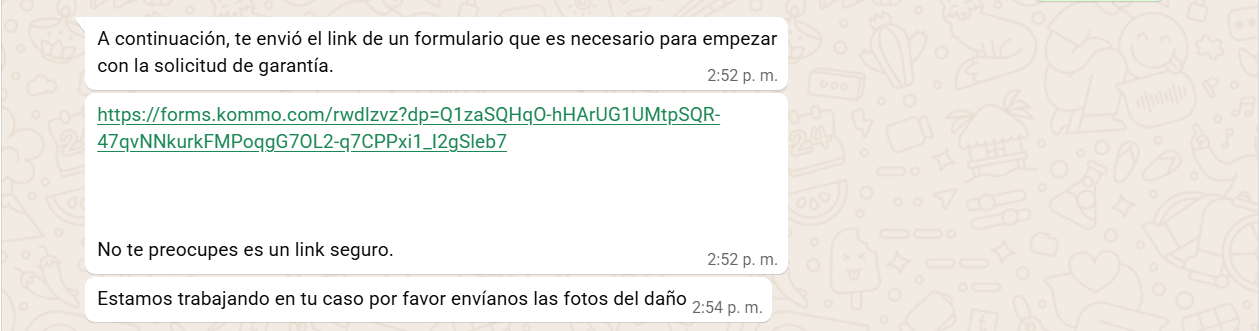 A continuación, te envió el link de un formulario que es necesario para empezar
con la solicitud de garantía.
2:52 p. m.
https://forms.kommo.com/rwdlzvz?dp=Q1zaSQHqO-hHArUG1UMtpSQR-
47qvNNkurkFMPoqgG7OL2-q7CPPxi1_I2gSleb7
No te preocupes es un link seguro.
2:52 p. m.
Estamos trabajando en tu caso por favor envíanos las fotos del daño 2:54 p. m.